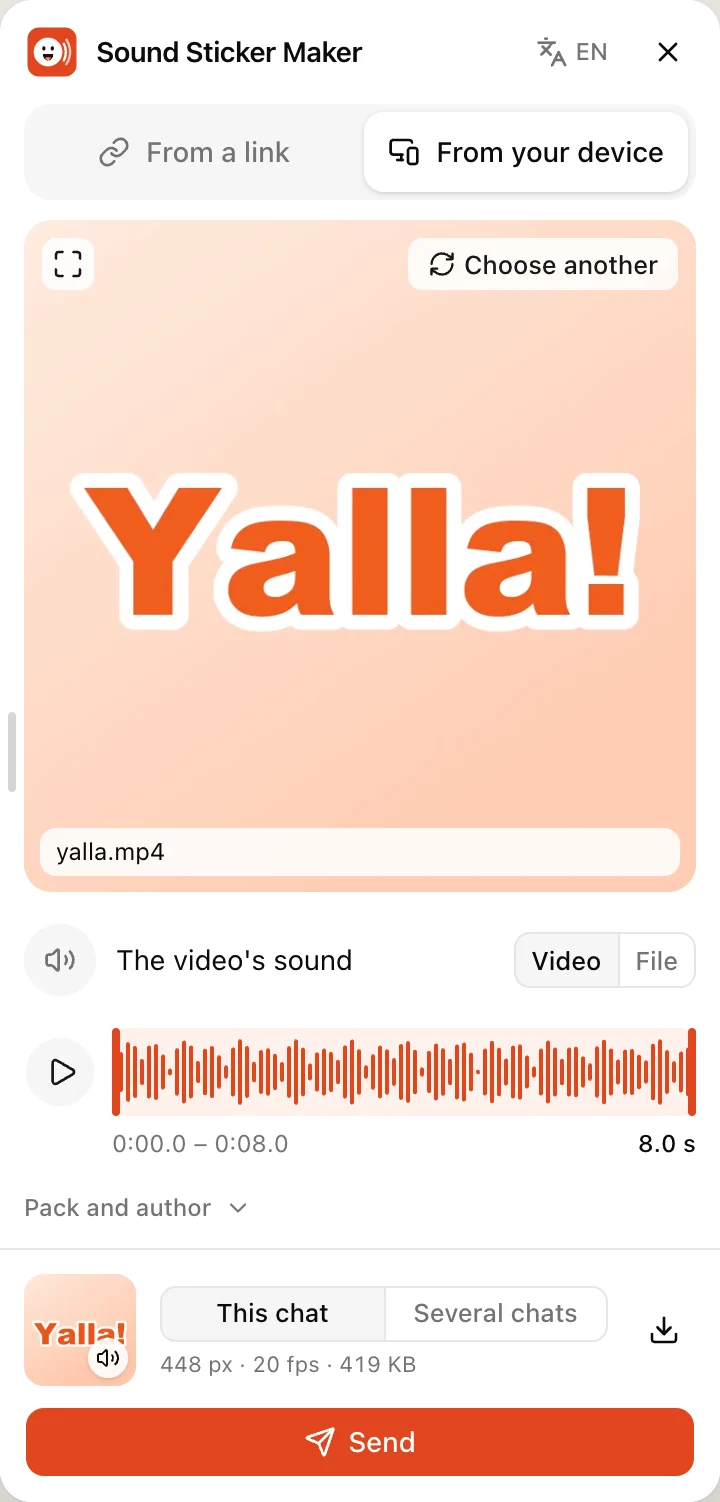 Sound Sticker Maker
EN
From a link
From your device
Choose another
Yalla!
yalla.mp4
The video's sound
Video
File
0:00.0 – 0:08.0
8.0 s
Pack and author
Yalla!
This chat
Several chats
448 px · 20 fps · 419 KB
Send